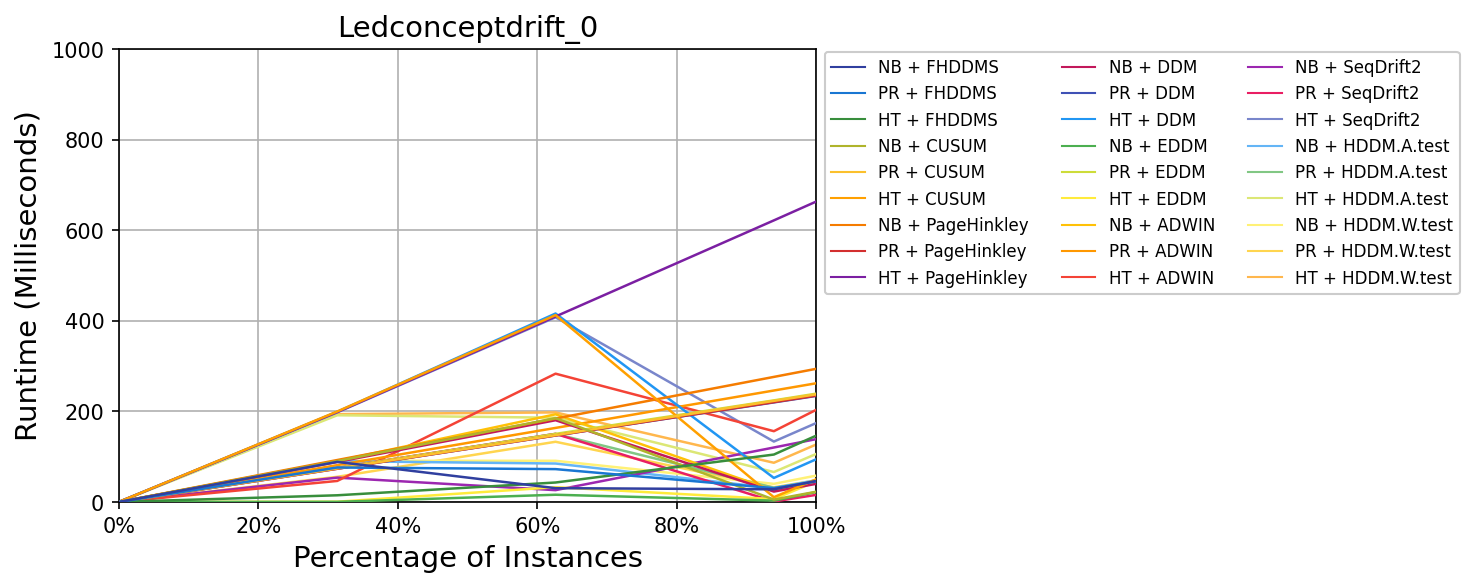 Ledconceptdrift_0
1000
800
600
400
200
0
Runtime (Milliseconds)
0% 20% 40% 60% 80% 100%
Percentage of Instances
NB + FHDDMS
PR + FHDDMS
HT + FHDDMS
NB + CUSUM
PR + CUSUM
HT + CUSUM
NB + PageHinkley
PR + PageHinkley
HT + PageHinkley
NB + DDM
PR + DDM
HT + DDM
NB + EDDM
PR + EDDM
HT + EDDM
NB + ADWIN
PR + ADWIN
HT + ADWIN
NB + SeqDrift2
PR + SeqDrift2
HT + SeqDrift2
NB + HDDM.A.test
PR + HDDM.A.test
HT + HDDM.A.test
NB + HDDM.W.test
PR + HDDM.W.test
HT + HDDM.W.test